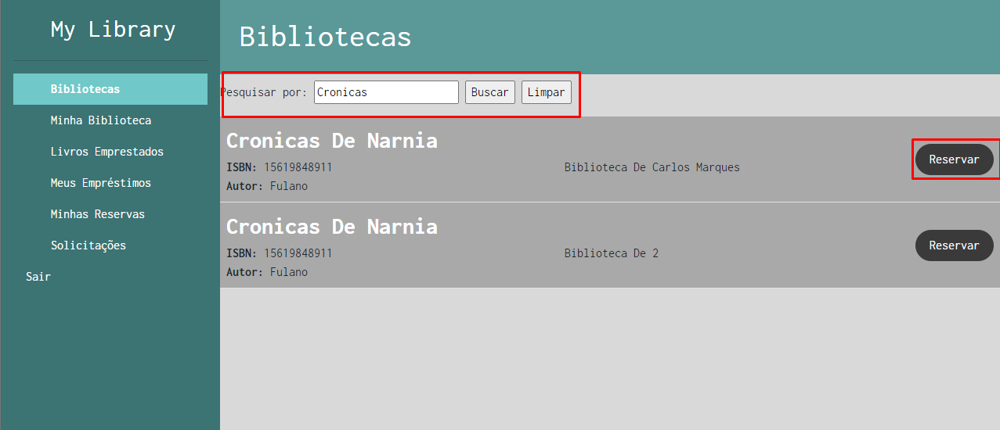 My Library
Bibliotecas
Minha Biblioteca
Livros Emprestados
Meus Empréstimos
Minhas Reservas
Solicitações
Sair
Bibliotecas
Pesquisar por: Cronicas Buscar Limpar
Cronicas De Narnia
ISBN: 15619848911 Biblioteca De Carlos Marques Reservar
Autor: Fulano
Cronicas De Narnia
ISBN: 15619848911 Biblioteca De 2 Reservar
Autor: Fulano